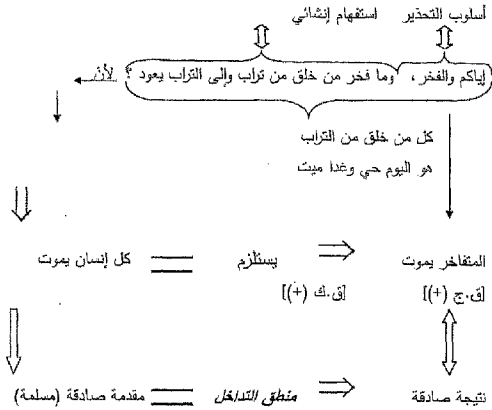 أسلوب التحذير استفهام إنشائي
إياكم والفخر، وما فخر من خلق من تراب وإلى التراب يعود ؟ لأن
كل من خلق من التراب
هو اليوم حي وغدا ميت
المتفاخر يموت يستلزم كل إنسان يموت
[ق.ج (+)] [ق.ك (+)]
نتيجة صادقة منطق التداخل مقدمة صادقة (مسلمة)